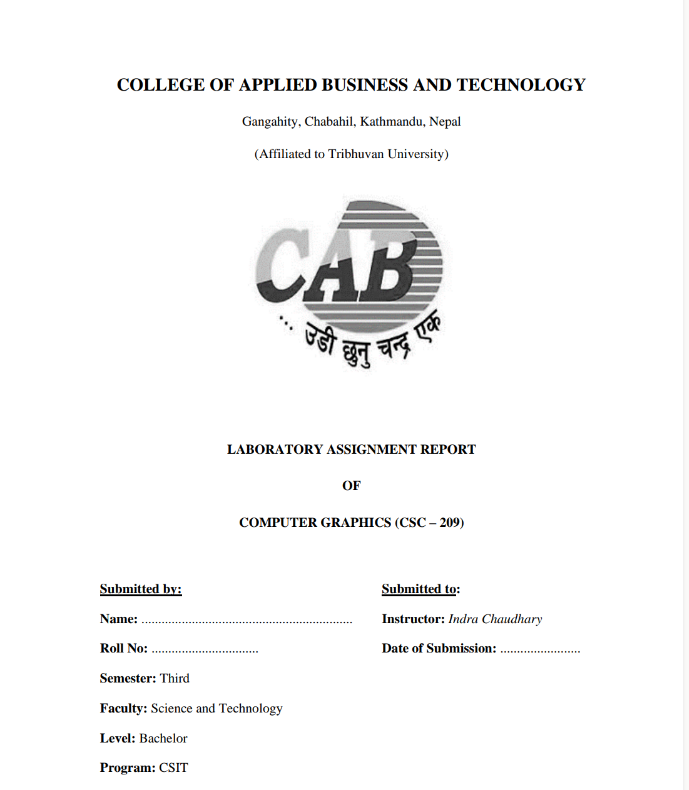 COLLEGE OF APPLIED BUSINESS AND TECHNOLOGY
Gangahity, Chabahil, Kathmandu, Nepal
(Affiliated to Tribhuvan University)
CAB
... उडी छुनु चन्द्र एक
LABORATORY ASSIGNMENT REPORT
OF
COMPUTER GRAPHICS (CSC – 209)
Submitted by:
Name: ...............................................................
Roll No: ................................
Semester: Third
Faculty: Science and Technology
Level: Bachelor
Program: CSIT
Submitted to:
Instructor: Indra Chaudhary
Date of Submission: ........................